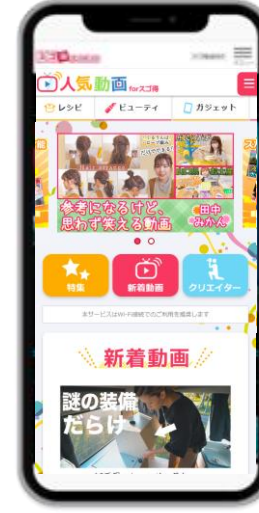 人気動画 forスゴ得
レシピ
ビューティ
ガジェット
参考になるけど、
思わず笑える動画
田中
みかん
特集
新着動画
クリエイター
本サービスはWi-Fi接続でのご利用を推奨します
新着動画
謎の装備
だらけ